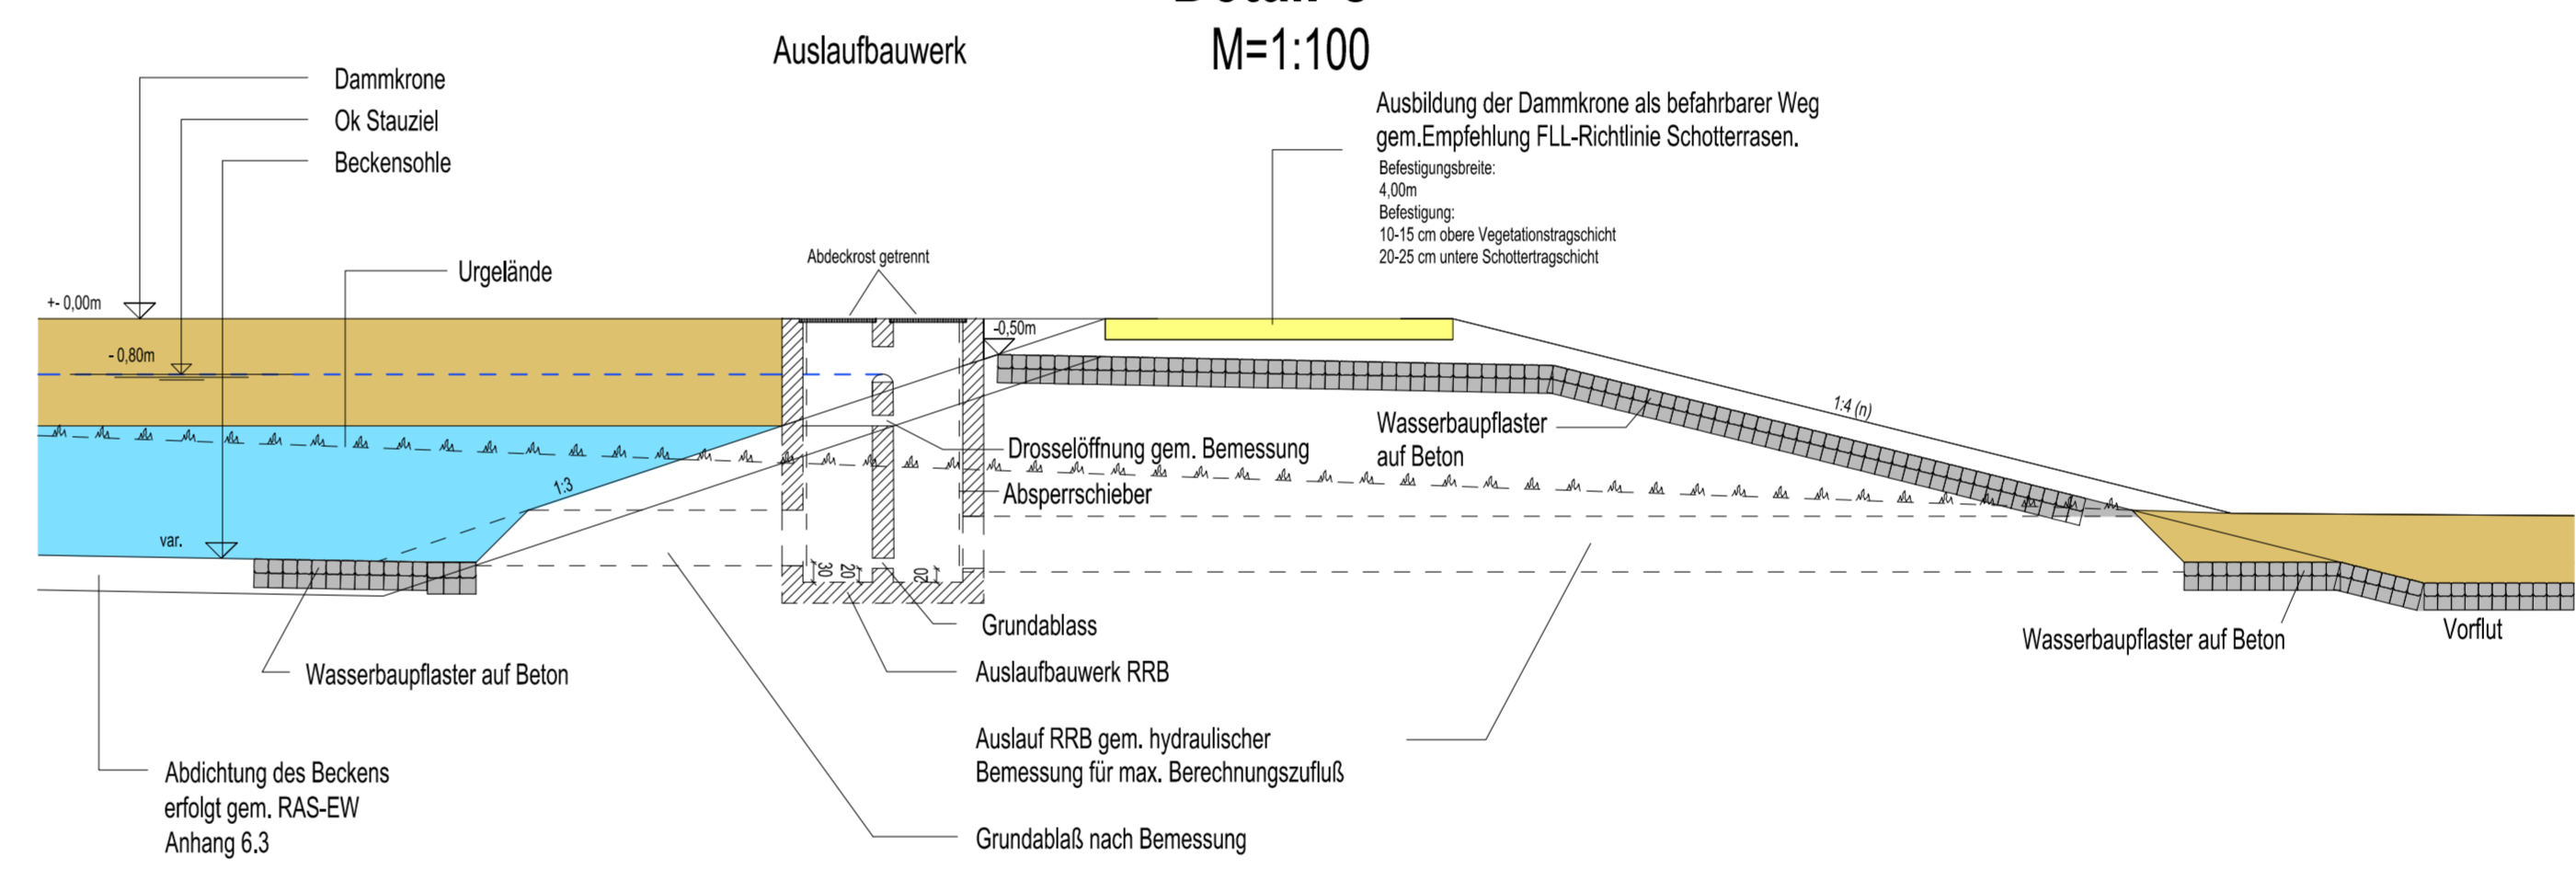 Auslaufbauwerk
M=1:100
Dammkrone
Ok Stauziel
Beckensohle
Ausbildung der Dammkrone als befahrbarer Weg
gem.Empfehlung FLL-Richtlinie Schotterrasen.
Befestigungsbreite:
4,00m
Befestigung:
10-15 cm obere Vegetationstragschicht
20-25 cm untere Schottertragschicht
Urgelände
Abdeckrost getrennt
+- 0,00m
-0,50m
- 0,80m
1:4 (n)
Wasserbaupflaster
auf Beton
Drosselöffnung gem. Bemessung
Absperrschieber
1:3
var.
30
20
20
Grundablass
Wasserbaupflaster auf Beton
Vorflut
Auslaufbauwerk RRB
Wasserbaupflaster auf Beton
Auslauf RRB gem. hydraulischer
Bemessung für max. Berechnungszufluß
Abdichtung des Beckens
erfolgt gem. RAS-EW
Anhang 6.3
Grundablaß nach Bemessung